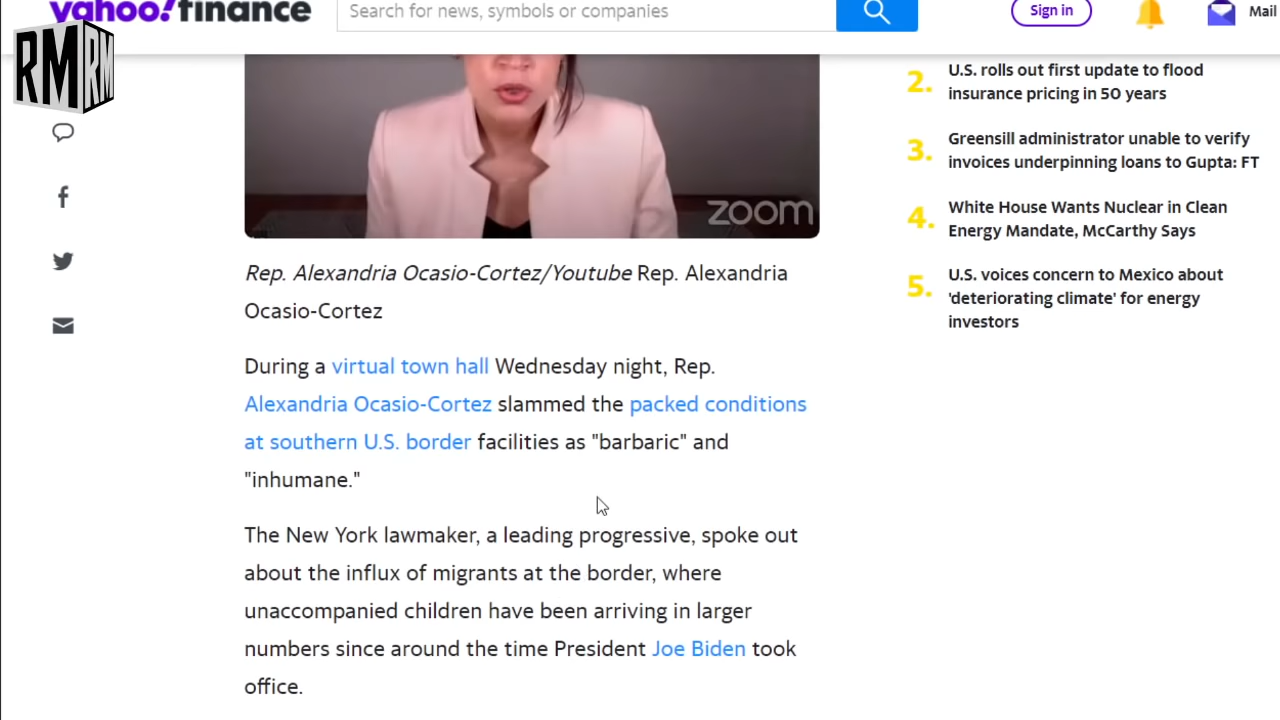 yahoo!finance
Search for news, symbols or companies
Sign in
Mail
RM RM
zoom
Rep. Alexandria Ocasio-Cortez/Youtube Rep. Alexandria
Ocasio-Cortez
During a virtual town hall Wednesday night, Rep.
Alexandria Ocasio-Cortez slammed the packed conditions
at southern U.S. border facilities as "barbaric" and
"inhumane."
The New York lawmaker, a leading progressive, spoke out
about the influx of migrants at the border, where
unaccompanied children have been arriving in larger
numbers since around the time President Joe Biden took
office.
2. U.S. rolls out first update to flood
insurance pricing in 50 years
3. Greensill administrator unable to verify
invoices underpinning loans to Gupta: FT
4. White House Wants Nuclear in Clean
Energy Mandate, McCarthy Says
5. U.S. voices concern to Mexico about
'deteriorating climate' for energy
investors